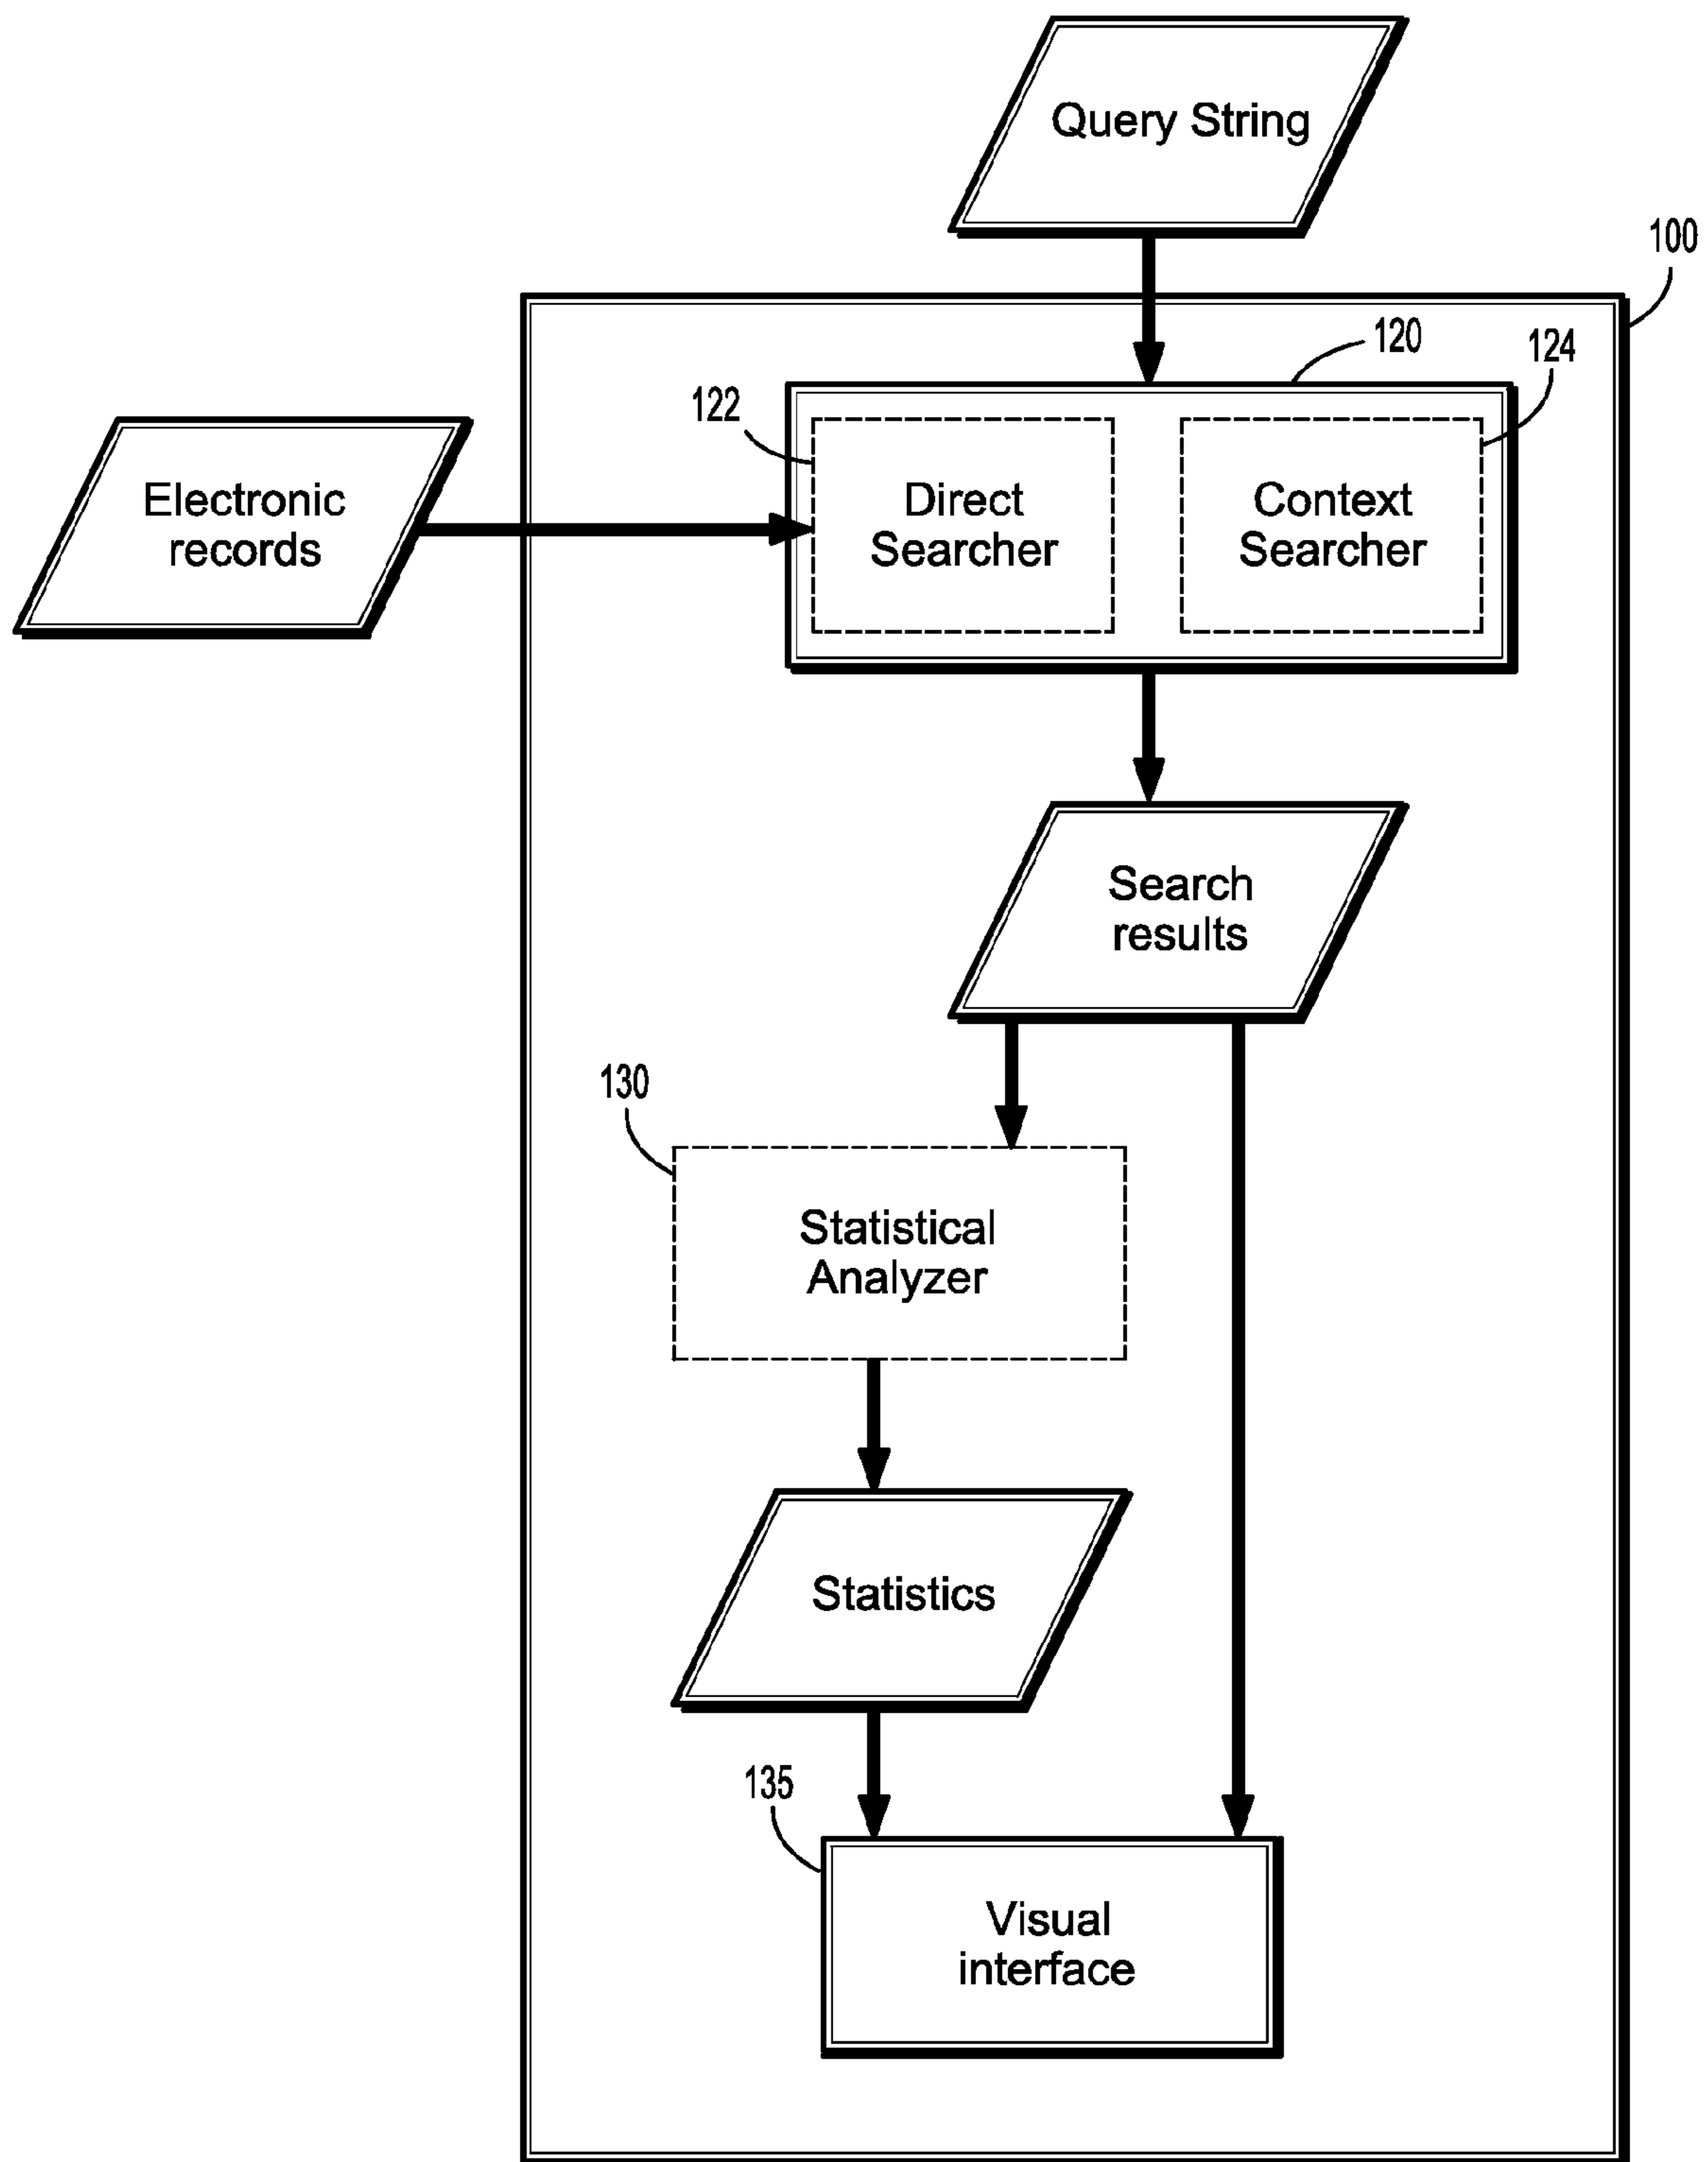 Query String
100
120
124
122
Electronic
records
Direct
Searcher
Context
Searcher
Search
results
130
Statistical
Analyzer
Statistics
135
Visual
interface